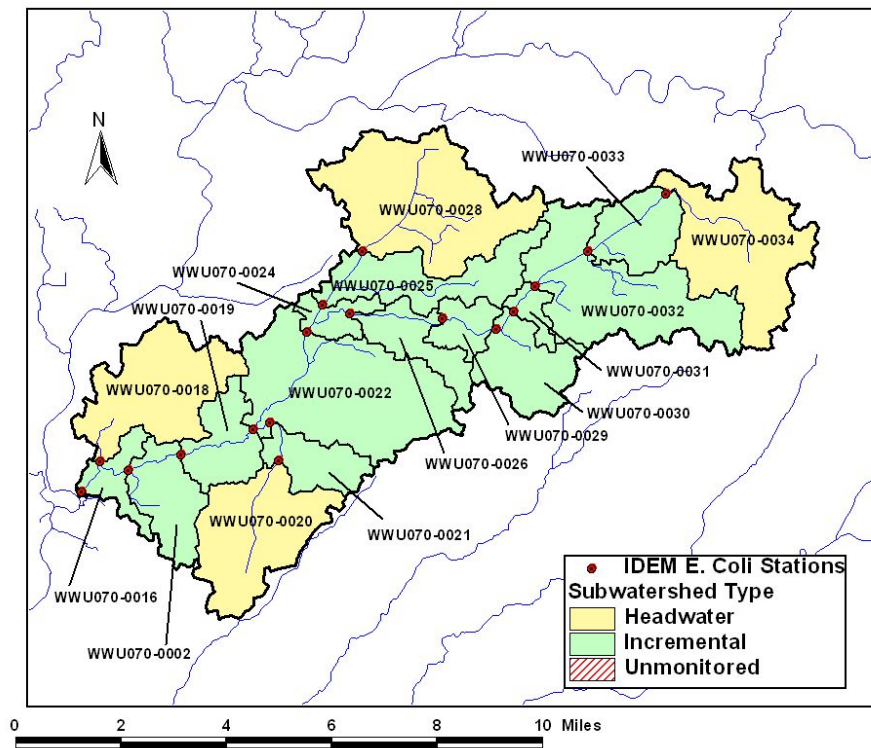 N
WWU070-0033
WWU070-0028
WWU070-0034
WWU070-0024
WWU070-0025
WWU070-0019
WWU070-0032
WWU070-0018
WWU070-0031
WWU070-0022
WWU070-0030
WWU070-0029
WWU070-0026
WWU070-0020
WWU070-0021
WWU070-0016
WWU070-0002
IDEM E. Coli Stations
Subwatershed Type
Headwater
Incremental
Unmonitored
0 2 4 6 8 10 Miles